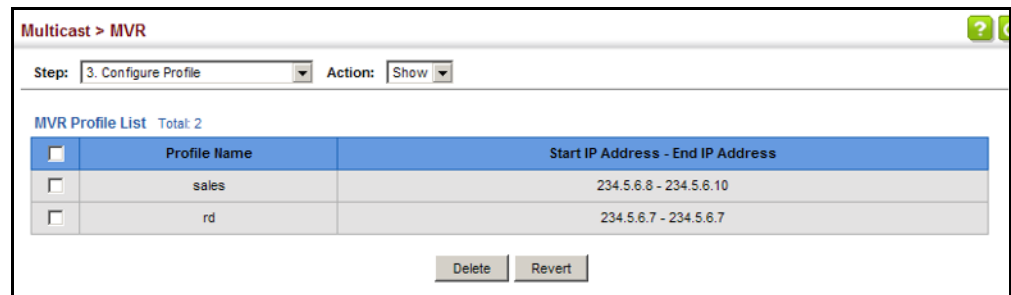 Multicast > MVR
?
Step: 3. Configure Profile Action: Show
MVR Profile List Total: 2
Profile Name Start IP Address - End IP Address
sales 234.5.6.8 - 234.5.6.10
rd 234.5.6.7 - 234.5.6.7
Delete Revert